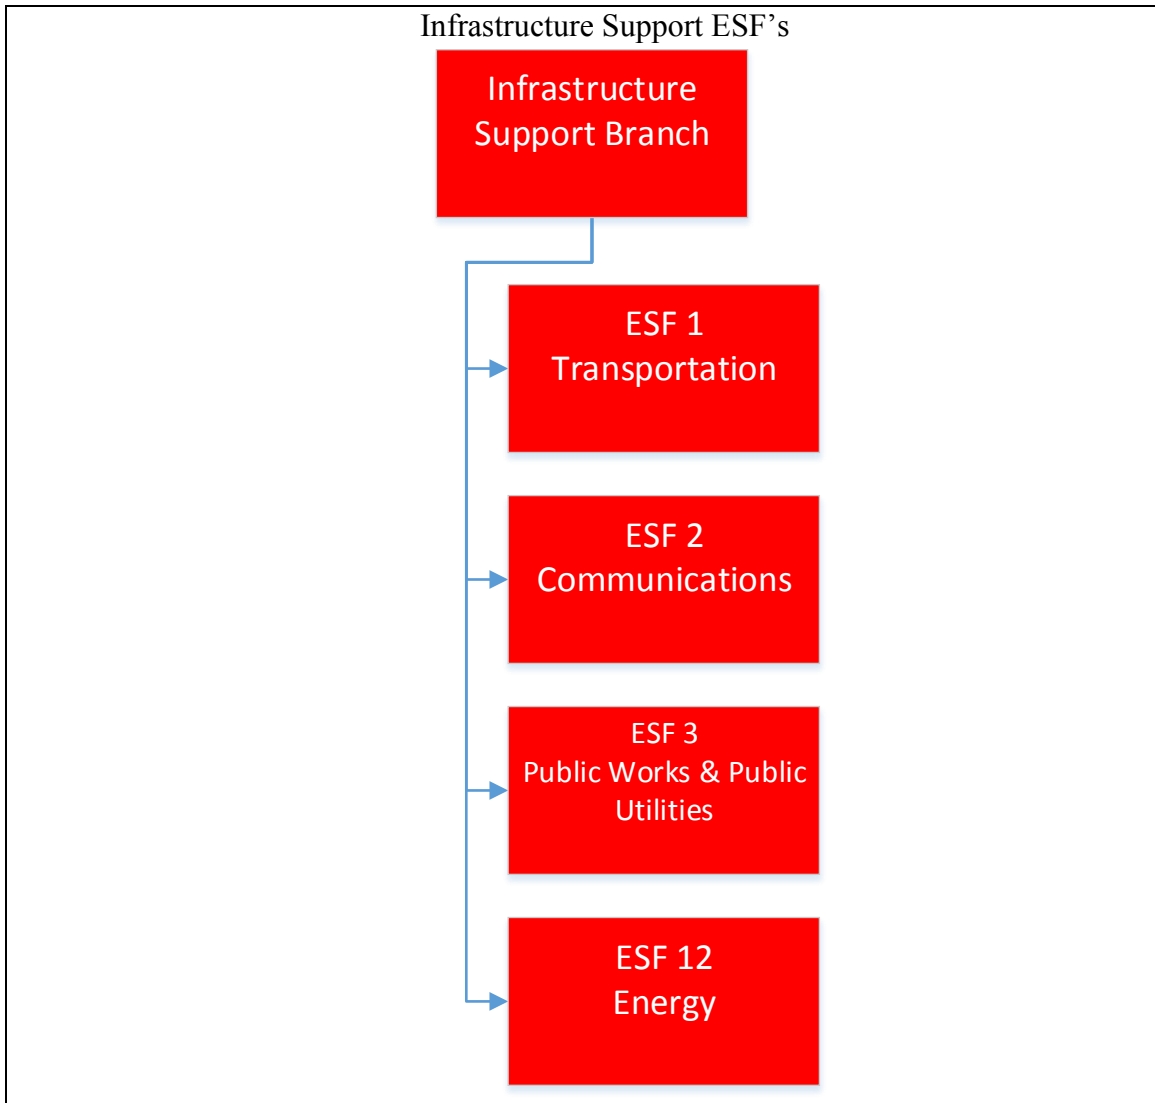 Infrastructure Support ESF’s
Infrastructure
Support Branch
ESF 1
Transportation
ESF 2
Communications
ESF 3
Public Works & Public
Utilities
ESF 12
Energy